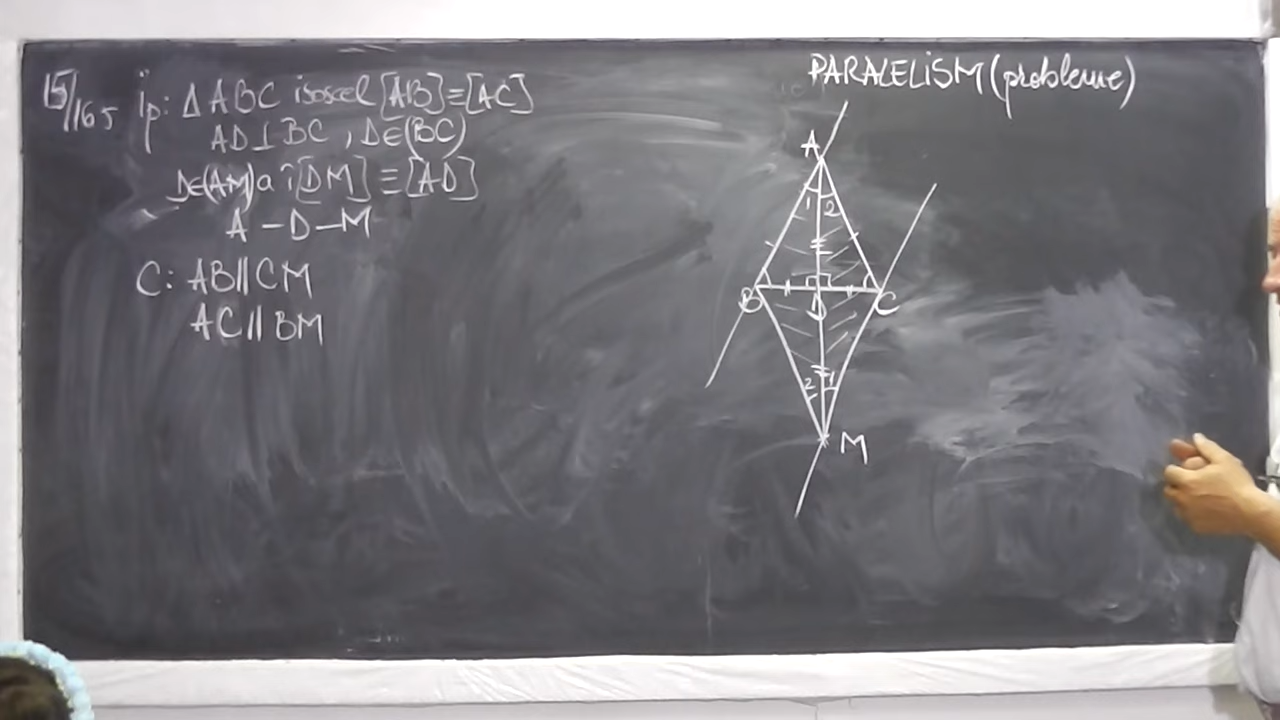 15/165 ip: Δ ABC isoscel [AB]≡[AC]
AD⊥BC, D∈(BC)
D∈(AM) a î [DM]≡[AD]
A-D-M
C: AB∥CM
AC∥BM
PARALELISM (probleme)
A
1 2
B D C
2 1
M